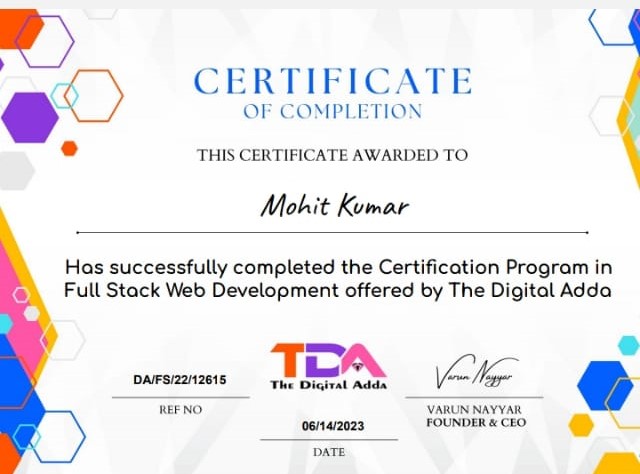 CERTIFICATE
OF COMPLETION
THIS CERTIFICATE AWARDED TO
Mohit Kumar
Has successfully completed the Certification Program in
Full Stack Web Development offered by The Digital Adda
TDA
The Digital Adda
DA/FS/22/12615
REF NO
06/14/2023
DATE
Varun Nayyar
VARUN NAYYAR
FOUNDER & CEO